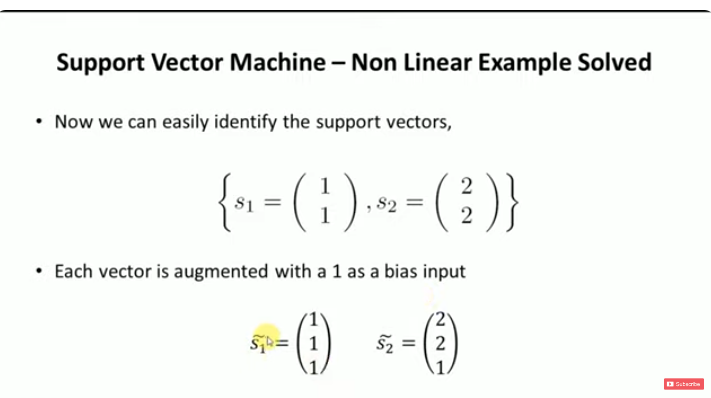 Support Vector Machine – Non Linear Example Solved
• Now we can easily identify the support vectors,
{ s₁ = ( 1 1 ) , s₂ = ( 2 2 ) }
• Each vector is augmented with a 1 as a bias input
s̃₁ = ( 1 1 1 ) s̃₂ = ( 2 2 1 )
Subscribe